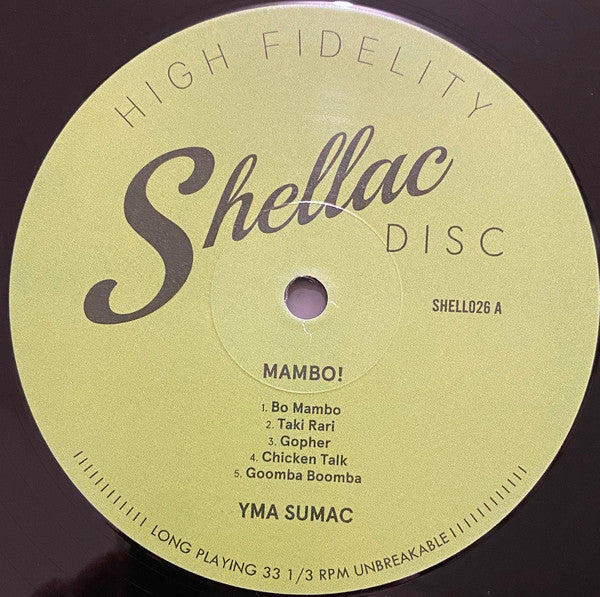 HIGH FIDELITY
Shellac
DISC
SHELL026 A
MAMBO!
1. Bo Mambo
2. Taki Rari
3. Gopher
4. Chicken Talk
5. Goomba Boomba
YMA SUMAC
LONG PLAYING 33 1/3 RPM UNBREAKABLE